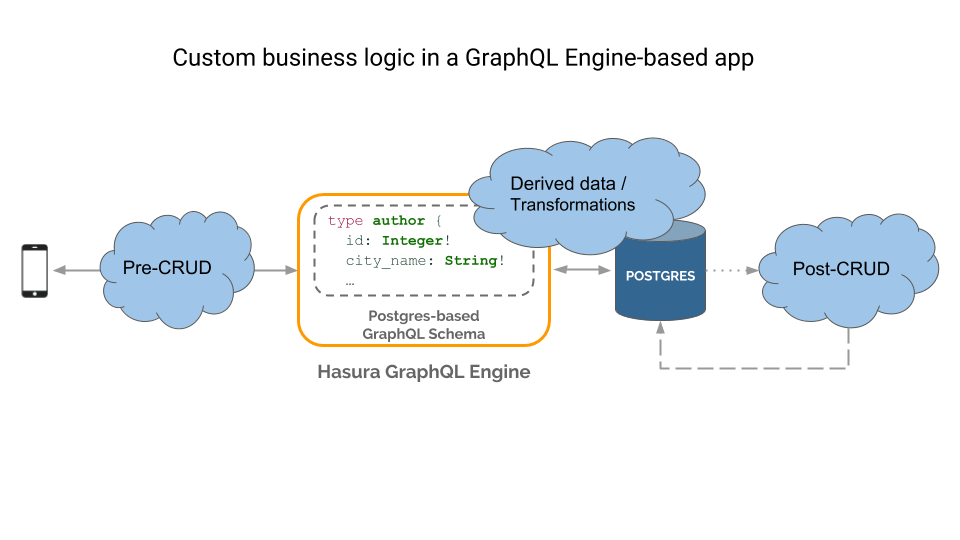 Custom business logic in a GraphQL Engine-based app
Derived data /
Transformations
type author {
id: Integer!
city_name: String!
…
Pre-CRUD
POSTGRES
Post-CRUD
Postgres-based
GraphQL Schema
Hasura GraphQL Engine